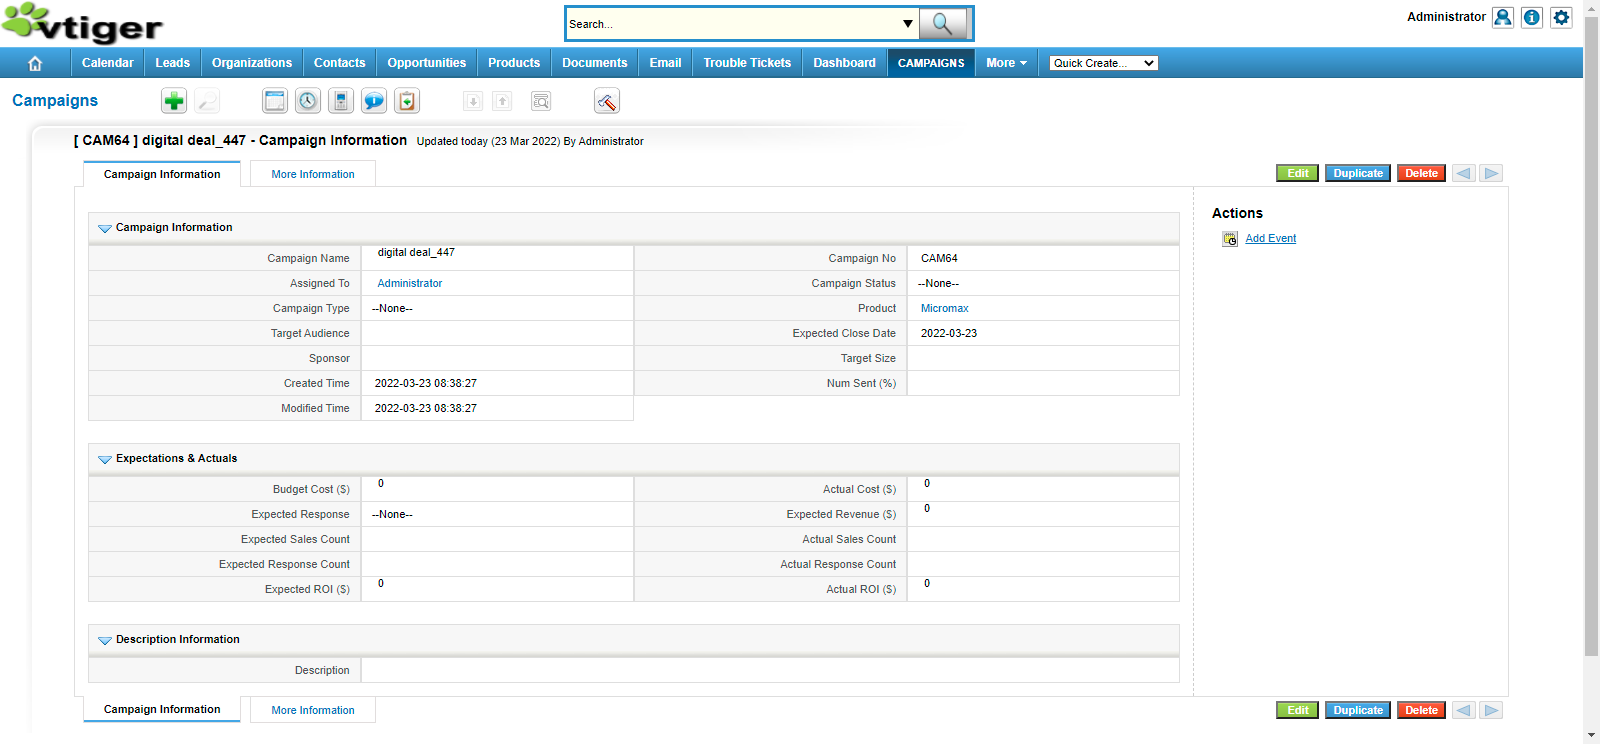 vtiger
Search...
Administrator
Calendar Leads Organizations Contacts Opportunities Products Documents Email Trouble Tickets Dashboard CAMPAIGNS More Quick Create...
Campaigns
[ CAM64 ] digital deal_447 - Campaign Information Updated today (23 Mar 2022) By Administrator
Campaign Information More Information Edit Duplicate Delete
Actions
Add Event
Campaign Information
Campaign Name digital deal_447 Campaign No CAM64
Assigned To Administrator Campaign Status --None--
Campaign Type --None-- Product Micromax
Target Audience Expected Close Date 2022-03-23
Sponsor Target Size
Created Time 2022-03-23 08:38:27 Num Sent (%)
Modified Time 2022-03-23 08:38:27
Expectations & Actuals
Budget Cost ($) 0 Actual Cost ($) 0
Expected Response --None-- Expected Revenue ($) 0
Expected Sales Count Actual Sales Count
Expected Response Count Actual Response Count
Expected ROI ($) 0 Actual ROI ($) 0
Description Information
Description
Campaign Information More Information Edit Duplicate Delete